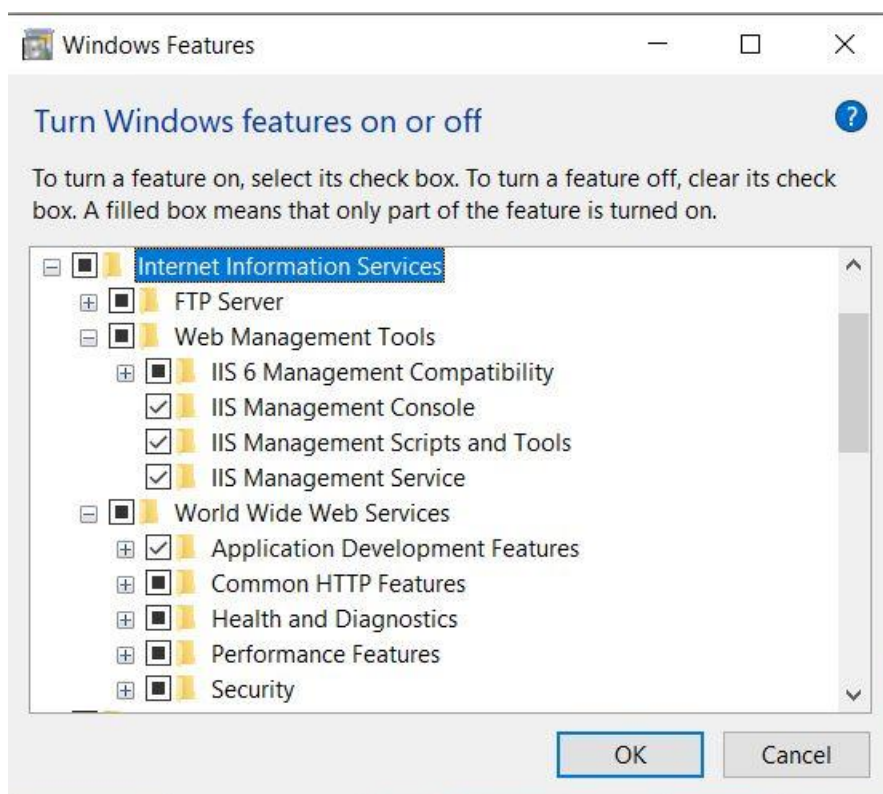 Windows Features
Turn Windows features on or off
?
To turn a feature on, select its check box. To turn a feature off, clear its check
box. A filled box means that only part of the feature is turned on.
Internet Information Services
FTP Server
Web Management Tools
IIS 6 Management Compatibility
IIS Management Console
IIS Management Scripts and Tools
IIS Management Service
World Wide Web Services
Application Development Features
Common HTTP Features
Health and Diagnostics
Performance Features
Security
OK Cancel